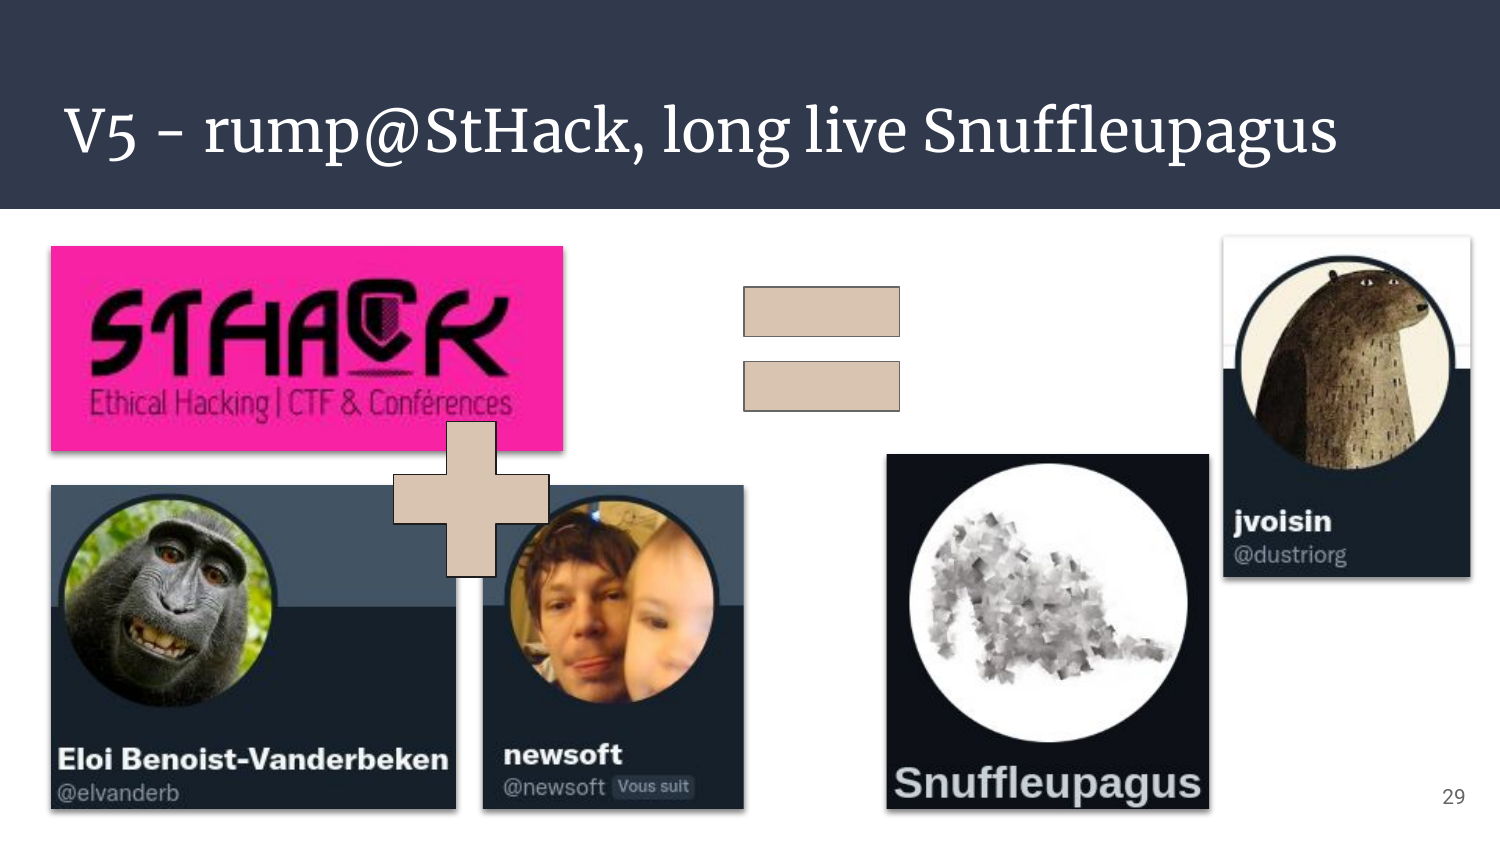 V5 - rump@StHack, long live Snuffleupagus
STHACK
Ethical Hacking | CTF & Conférences
Eloi Benoist-Vanderbeken
@elvanderb
newsoft
@newsoft Vous suit
Snuffleupagus
jvoisin
@dustriorg
29